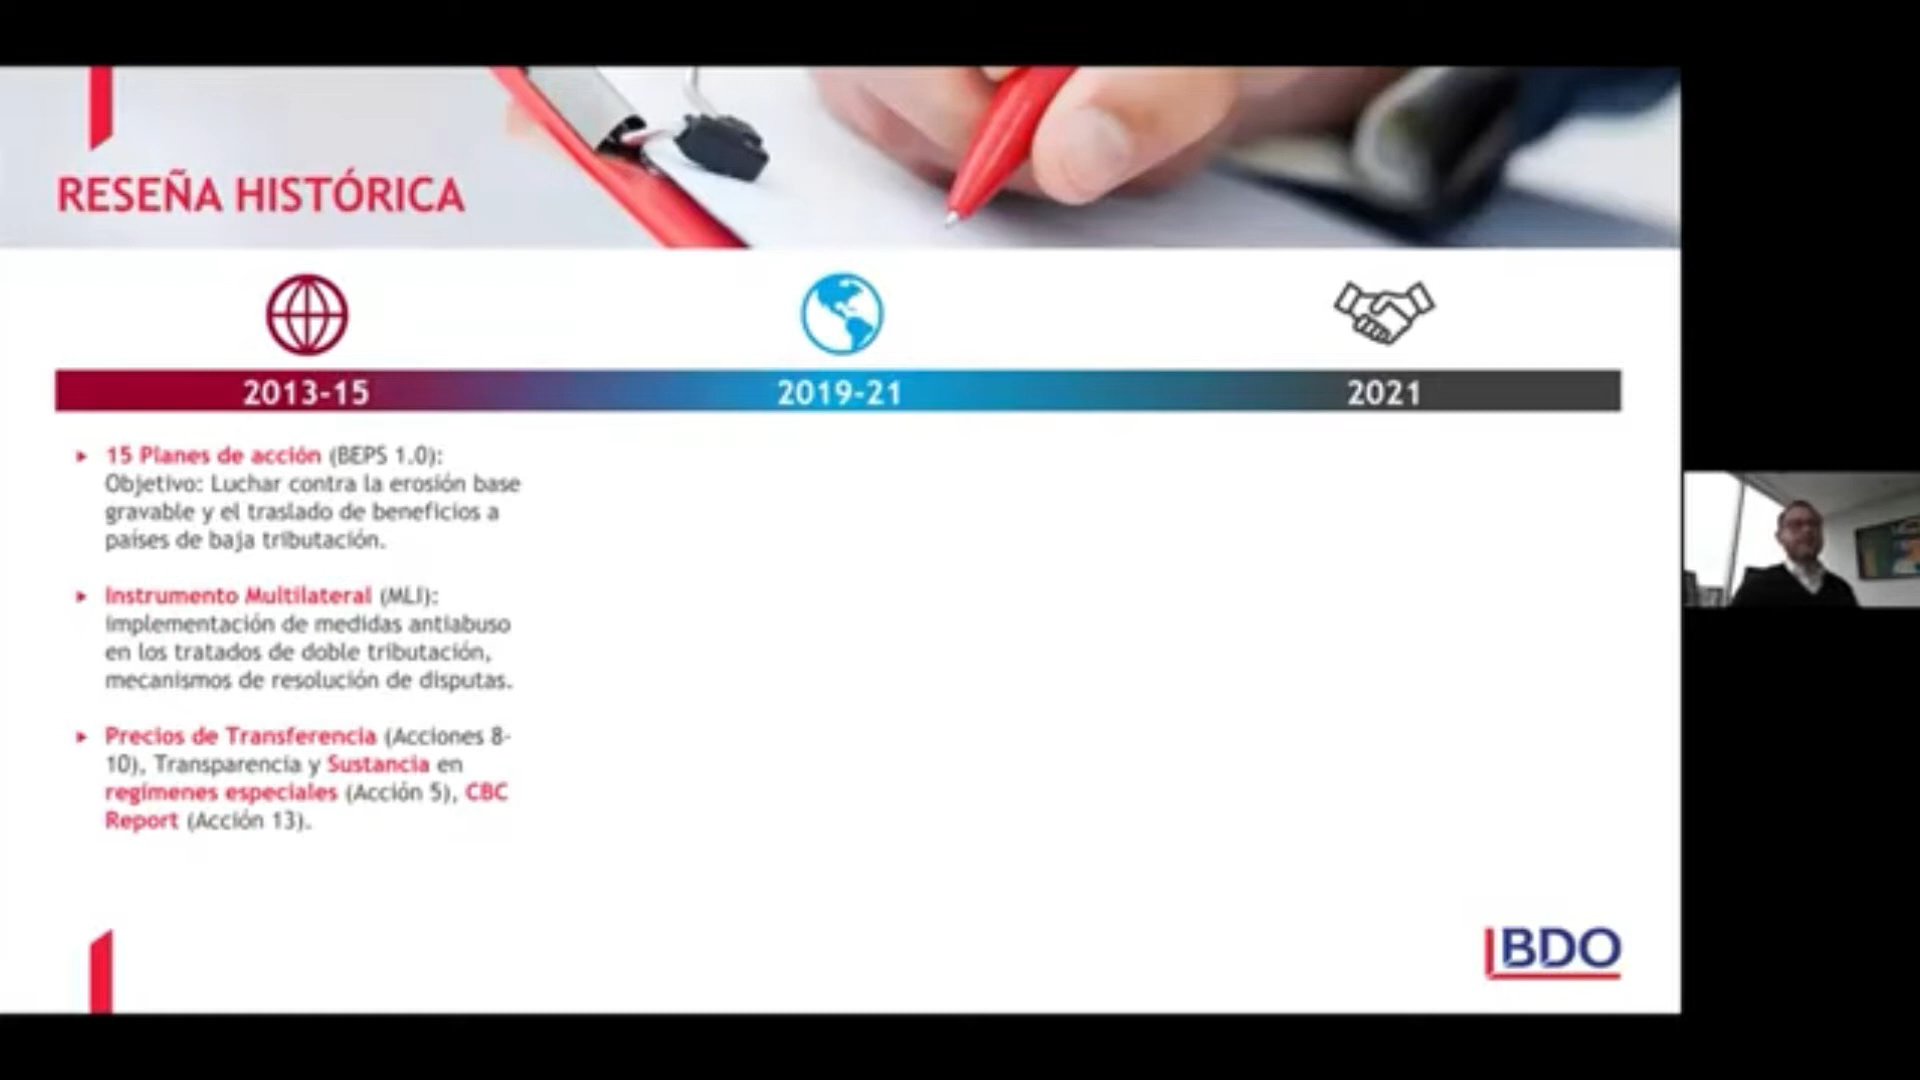 RESEÑA HISTÓRICA
2013-15
2019-21
2021
▸ 15 Planes de acción (BEPS 1.0):
Objetivo: Luchar contra la erosión base
gravable y el traslado de beneficios a
países de baja tributación.
▸ Instrumento Multilateral (MLI):
implementación de medidas antiabuso
en los tratados de doble tributación,
mecanismos de resolución de disputas.
▸ Precios de Transferencia (Acciones 8-
10), Transparencia y Sustancia en
regímenes especiales (Acción 5), CBC
Report (Acción 13).
BDO